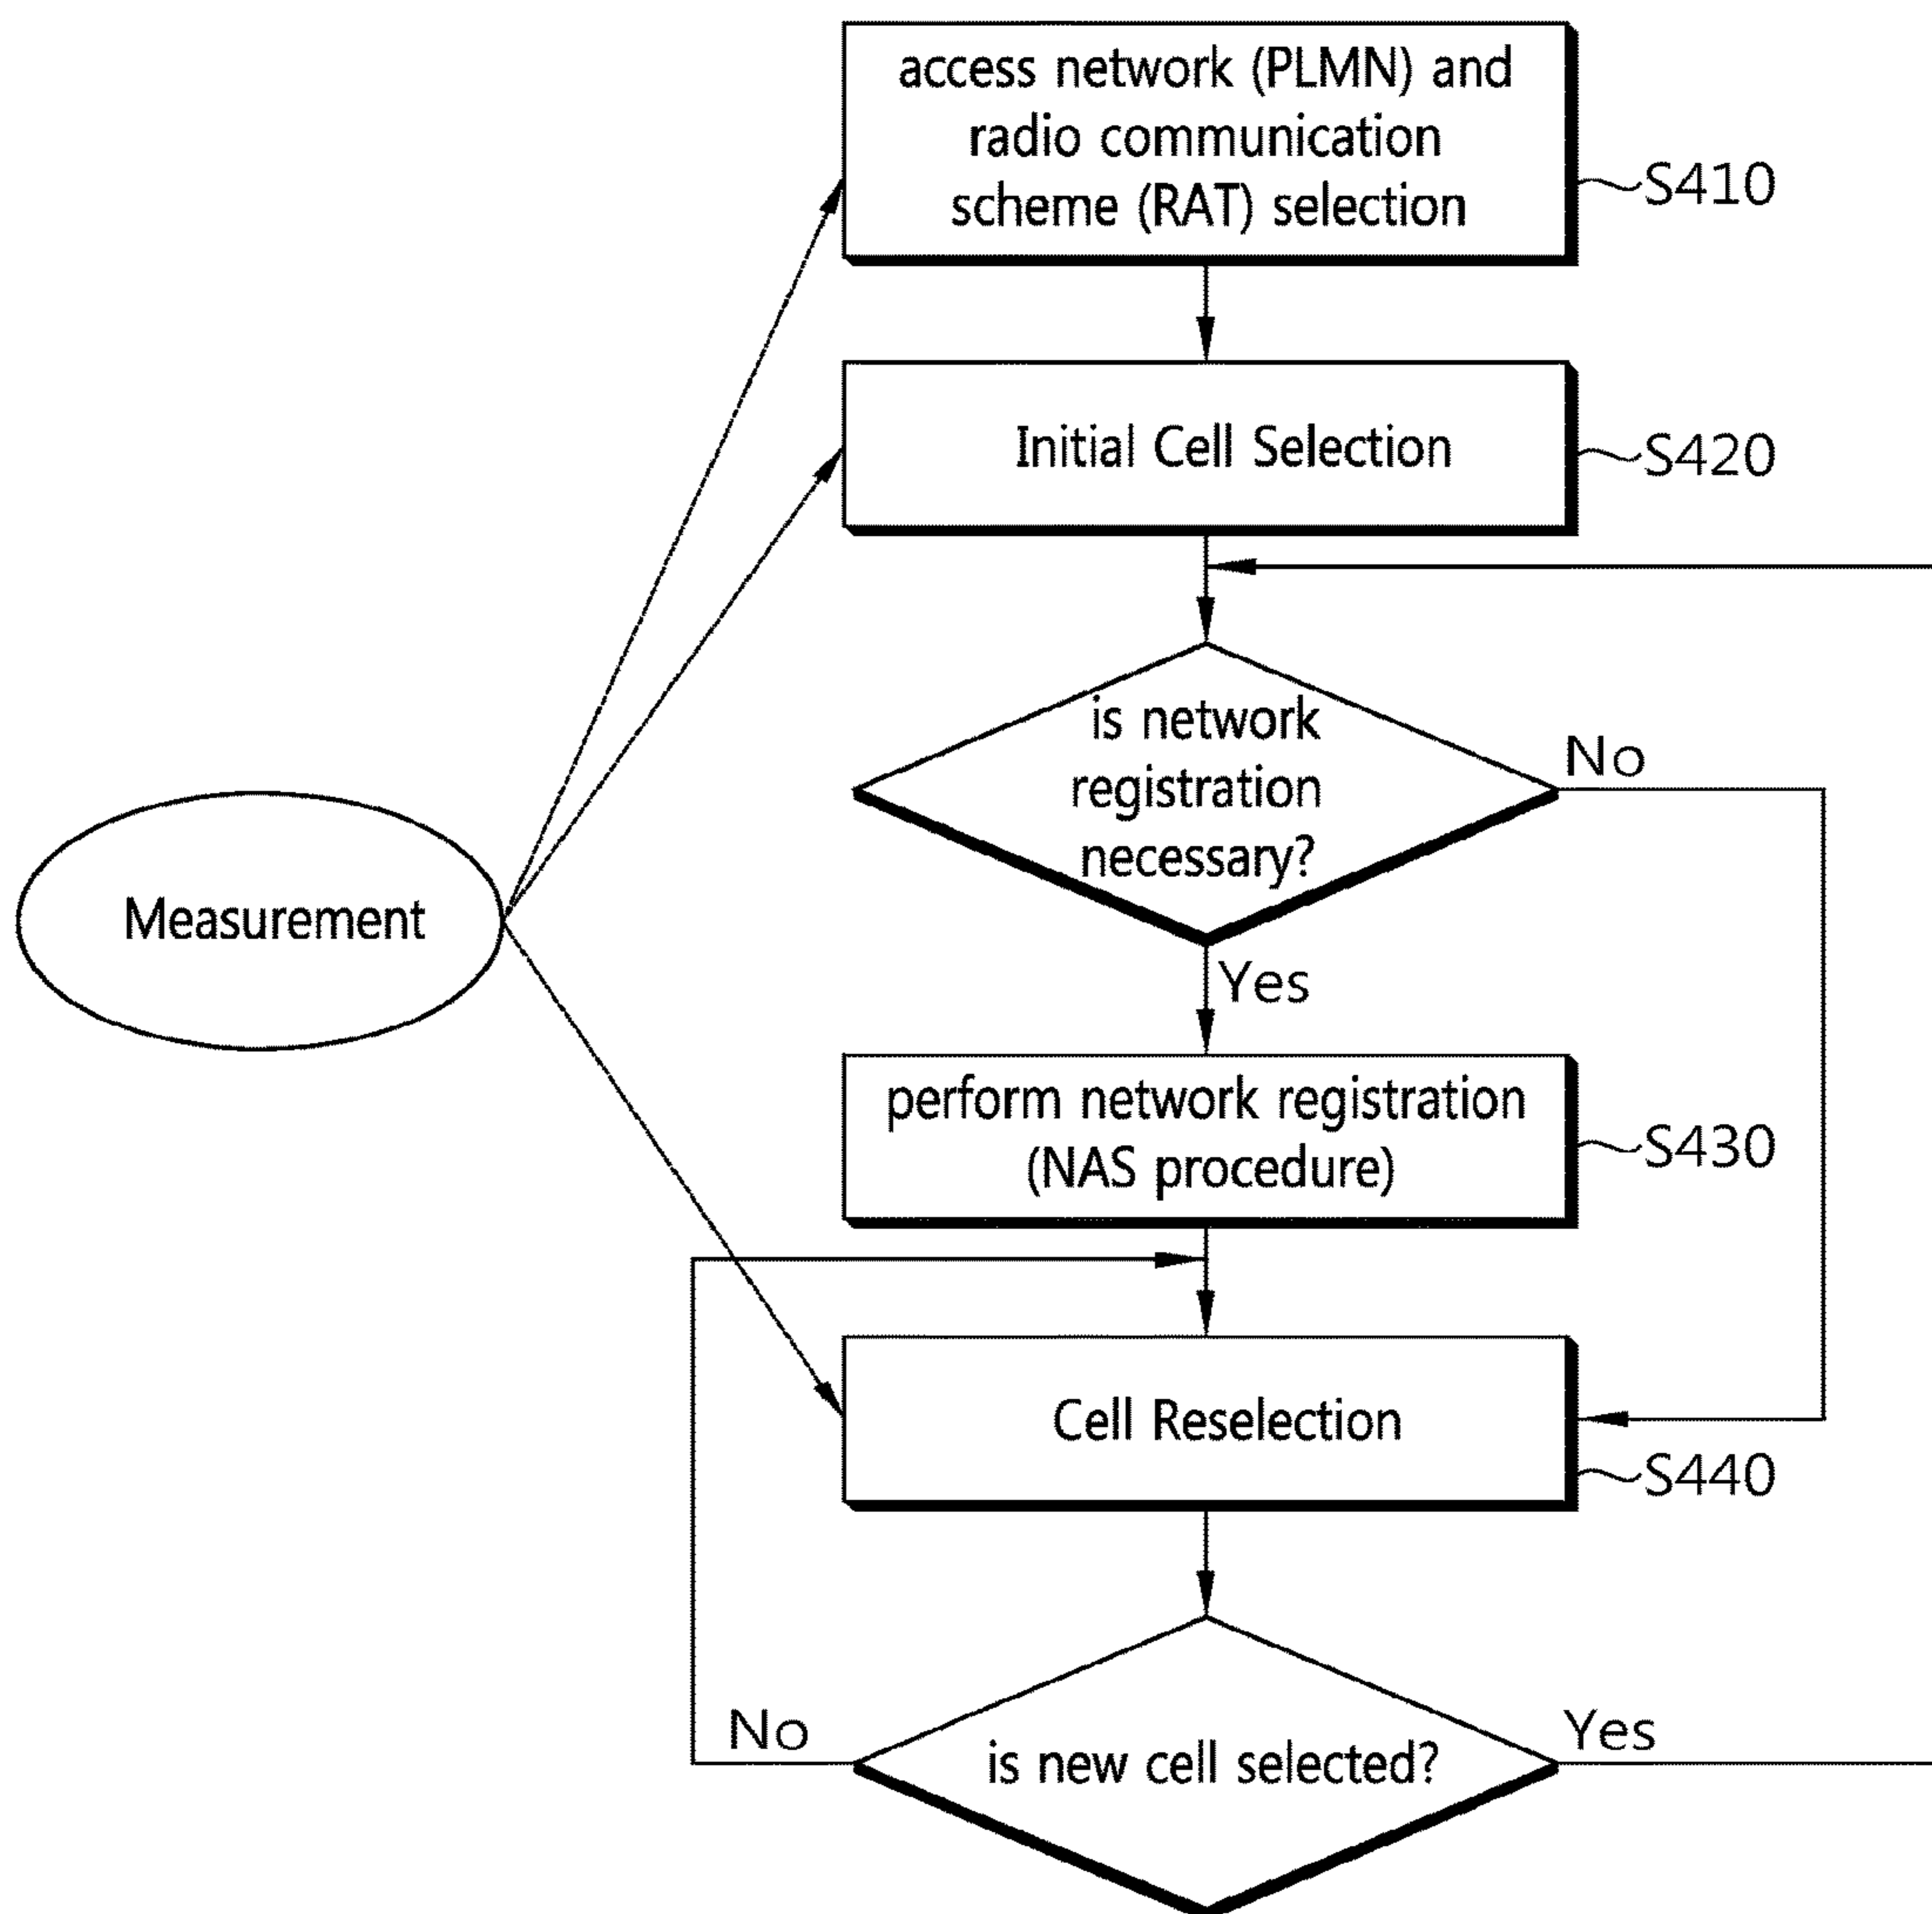 access network (PLMN) and
radio communication
scheme (RAT) selection
S410
Initial Cell Selection
S420
is network
registration
necessary?
No
Measurement
Yes
perform network registration
(NAS procedure)
S430
Cell Reselection
S440
No
is new cell selected?
Yes